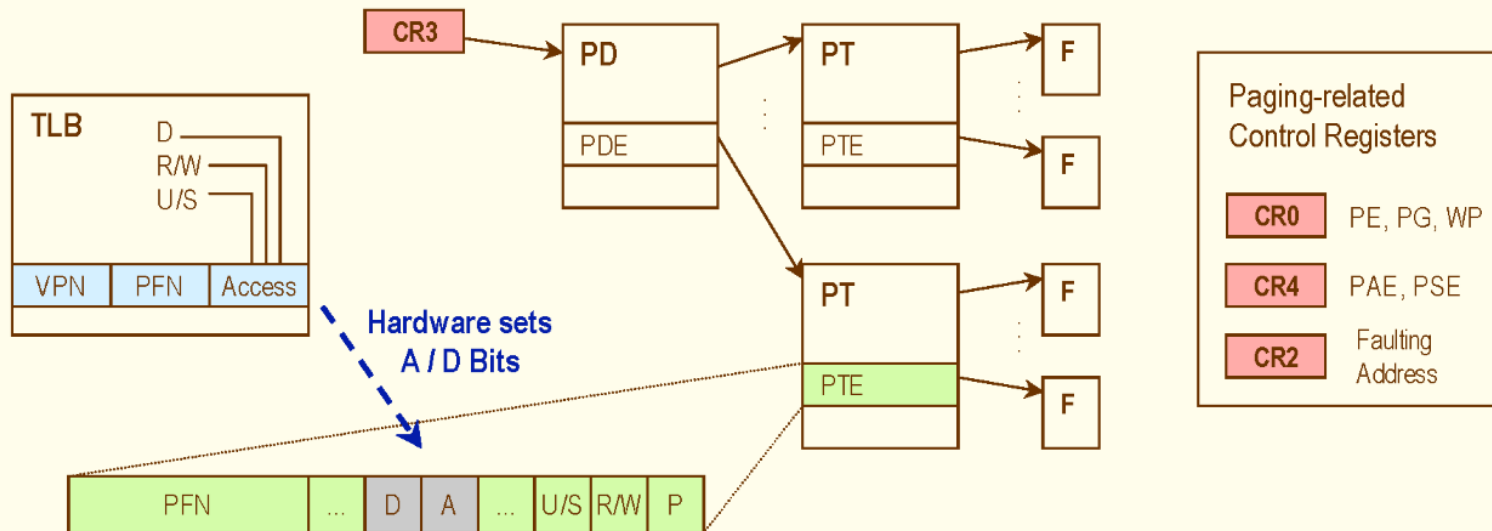 CR3
PD
PDE
PT
PTE
F
F
TLB
D
R/W
U/S
VPN PFN Access
Hardware sets
A / D Bits
PT
PTE
F
F
PFN ... D A ... U/S R/W P
Paging-related
Control Registers
CR0 PE, PG, WP
CR4 PAE, PSE
CR2 Faulting
Address